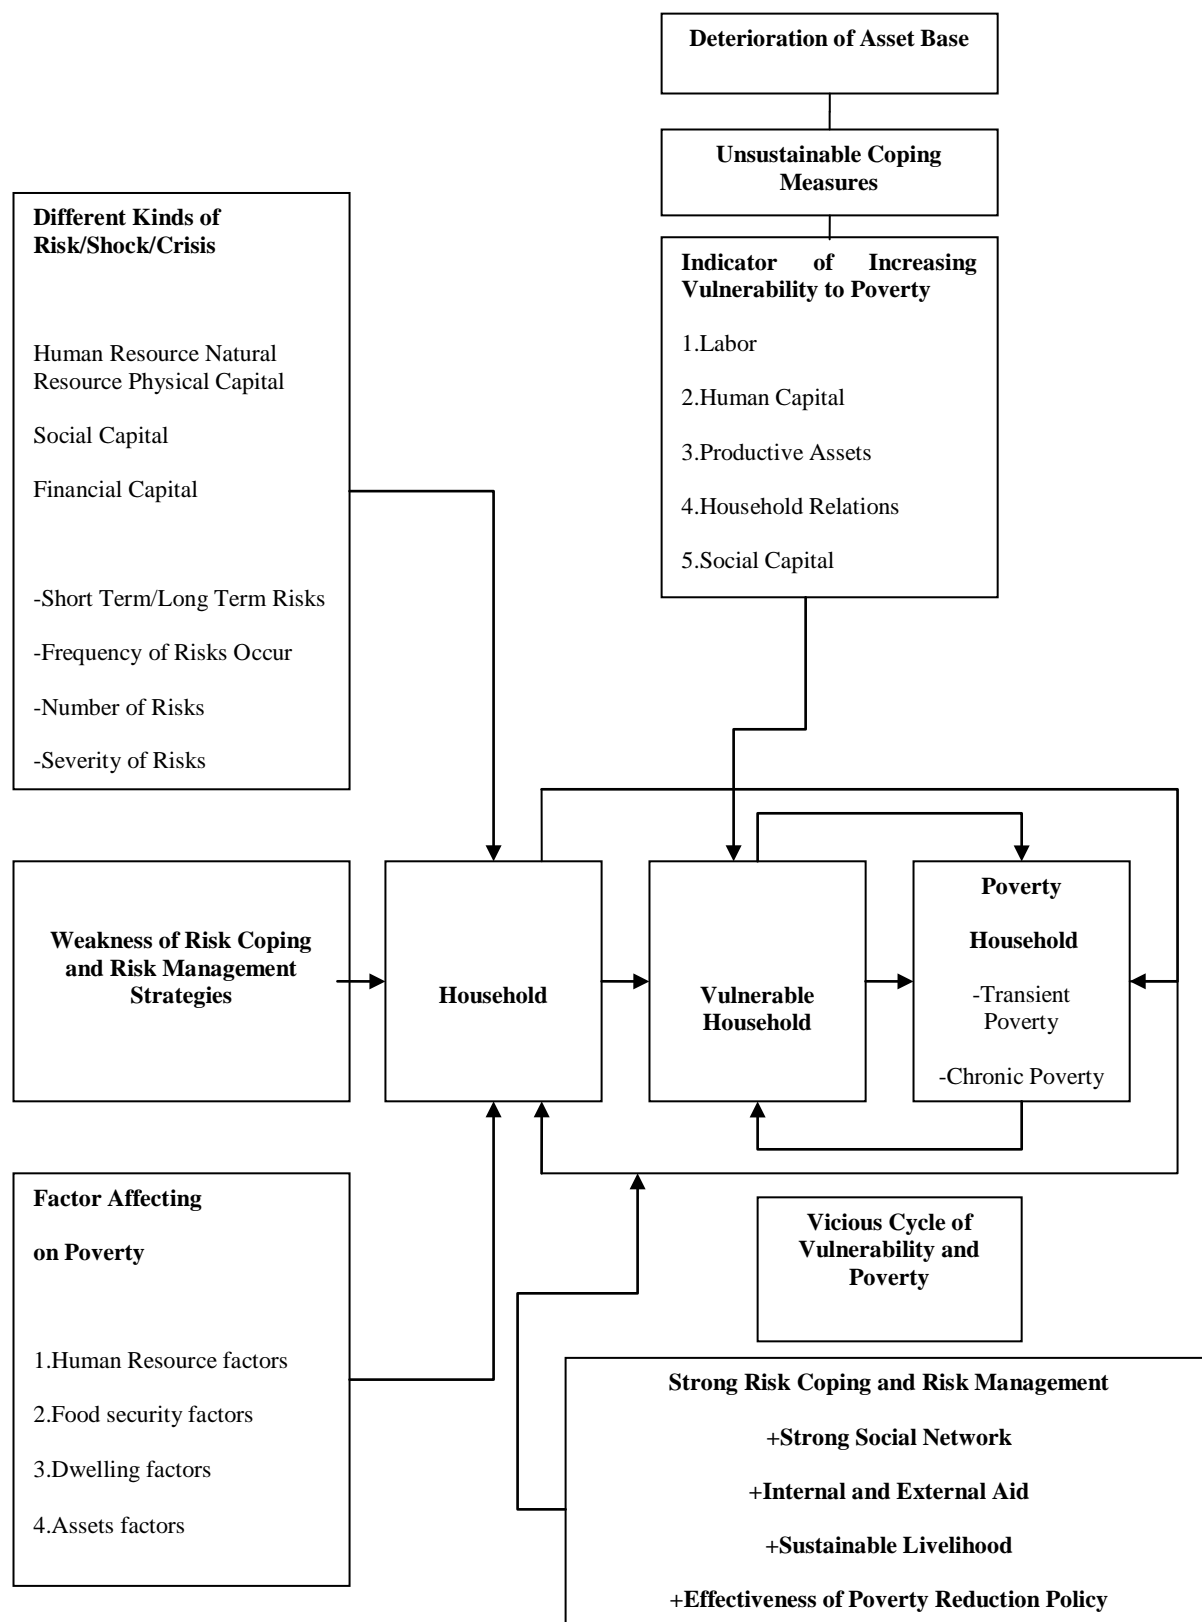 Deterioration of Asset Base
Unsustainable Coping
Measures
Different Kinds of
Risk/Shock/Crisis
Human Resource Natural
Resource Physical Capital
Social Capital
Financial Capital
-Short Term/Long Term Risks
-Frequency of Risks Occur
-Number of Risks
-Severity of Risks
Indicator of Increasing
Vulnerability to Poverty
1.Labor
2.Human Capital
3.Productive Assets
4.Household Relations
5.Social Capital
Weakness of Risk Coping
and Risk Management
Strategies
Household
Vulnerable
Household
Poverty
Household
-Transient
Poverty
-Chronic Poverty
Factor Affecting
on Poverty
1.Human Resource factors
2.Food security factors
3.Dwelling factors
4.Assets factors
Vicious Cycle of
Vulnerability and
Poverty
Strong Risk Coping and Risk Management
+Strong Social Network
+Internal and External Aid
+Sustainable Livelihood
+Effectiveness of Poverty Reduction Policy